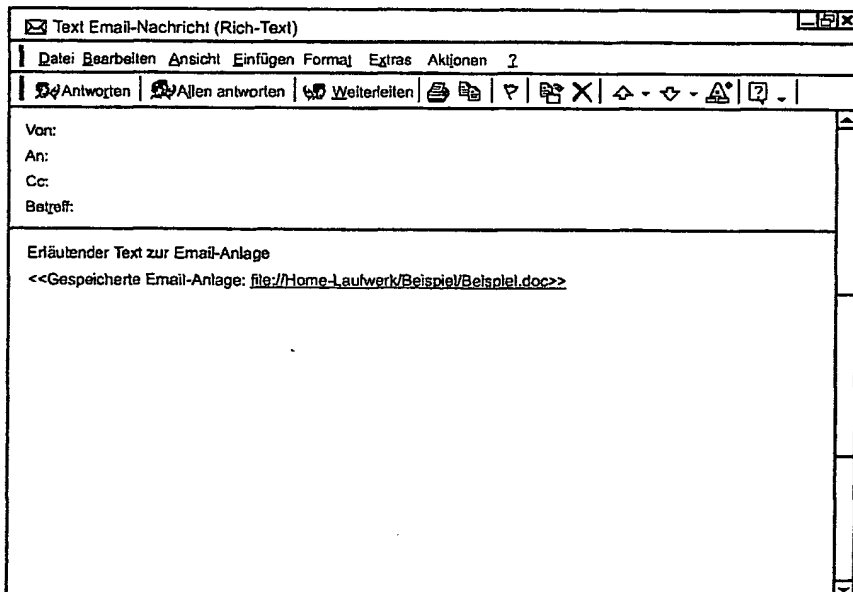 Text Email-Nachricht (Rich-Text)
Datei Bearbeiten Ansicht Einfügen Format Extras Aktionen ?
Antworten Allen antworten Weiterleiten
Von:
An:
Cc:
Betreff:
Erläutender Text zur Email-Anlage
<<Gespeicherte Email-Anlage: file://Home-Laufwerk/Beispiel/Beispiel.doc>>